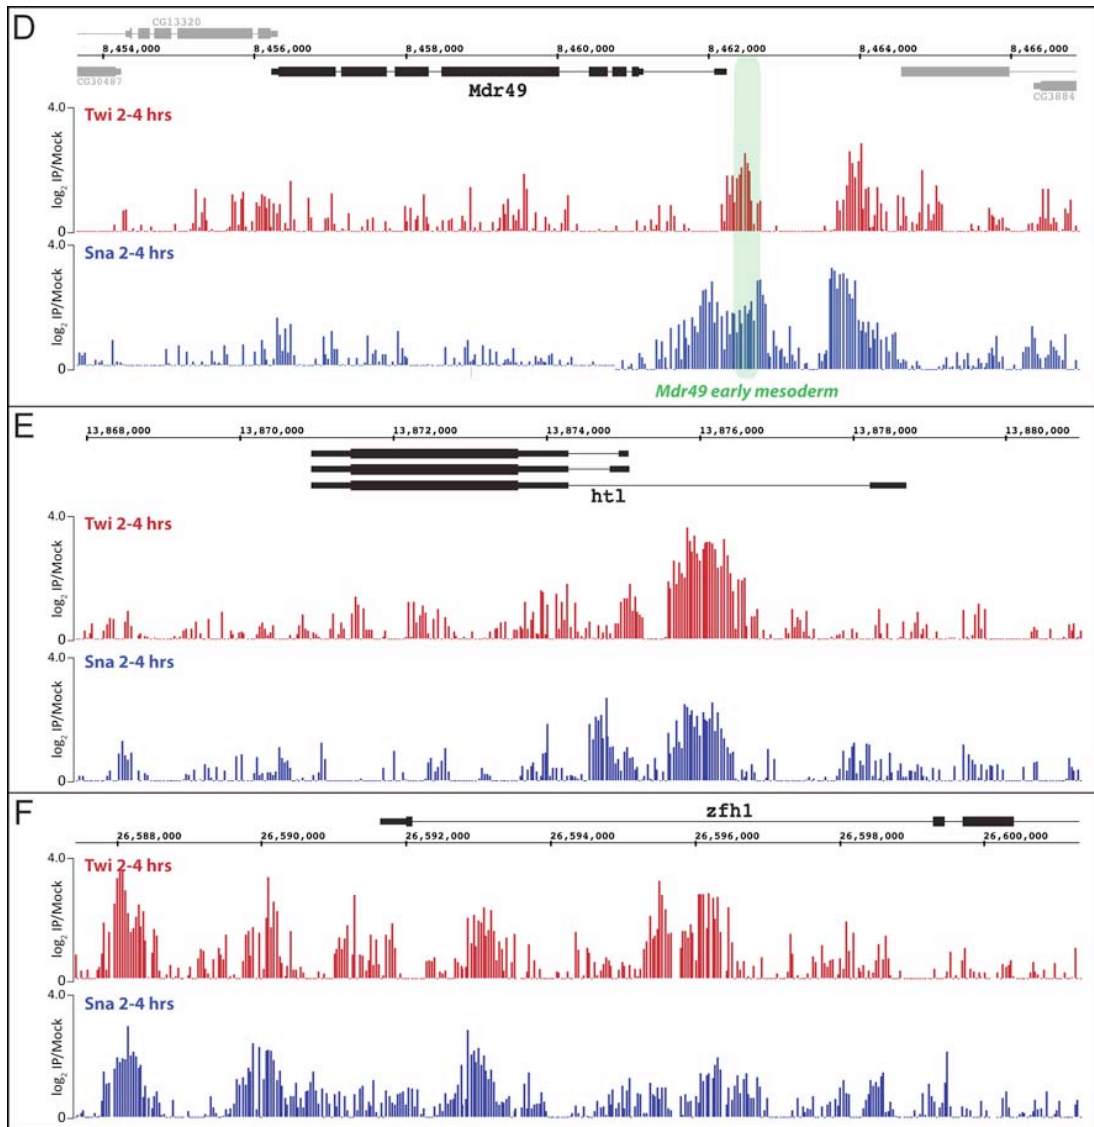 D
CG13320
8,454,000 8,456,000 8,458,000 8,460,000 8,462,000 8,464,000 8,466,000
CG30487
Mdr49
CG3884
4.0
Twi 2-4 hrs
log2 IP/Mock
0
4.0
Sna 2-4 hrs
log2 IP/Mock
0
Mdr49 early mesoderm
E
13,868,000 13,870,000 13,872,000 13,874,000 13,876,000 13,878,000 13,880,000
htl
4.0
Twi 2-4 hrs
log2 IP/Mock
0
4.0
Sna 2-4 hrs
log2 IP/Mock
0
F
zfh1
26,588,000 26,590,000 26,592,000 26,594,000 26,596,000 26,598,000 26,600,000
4.0
Twi 2-4 hrs
log2 IP/Mock
0
4.0
Sna 2-4 hrs
log2 IP/Mock
0